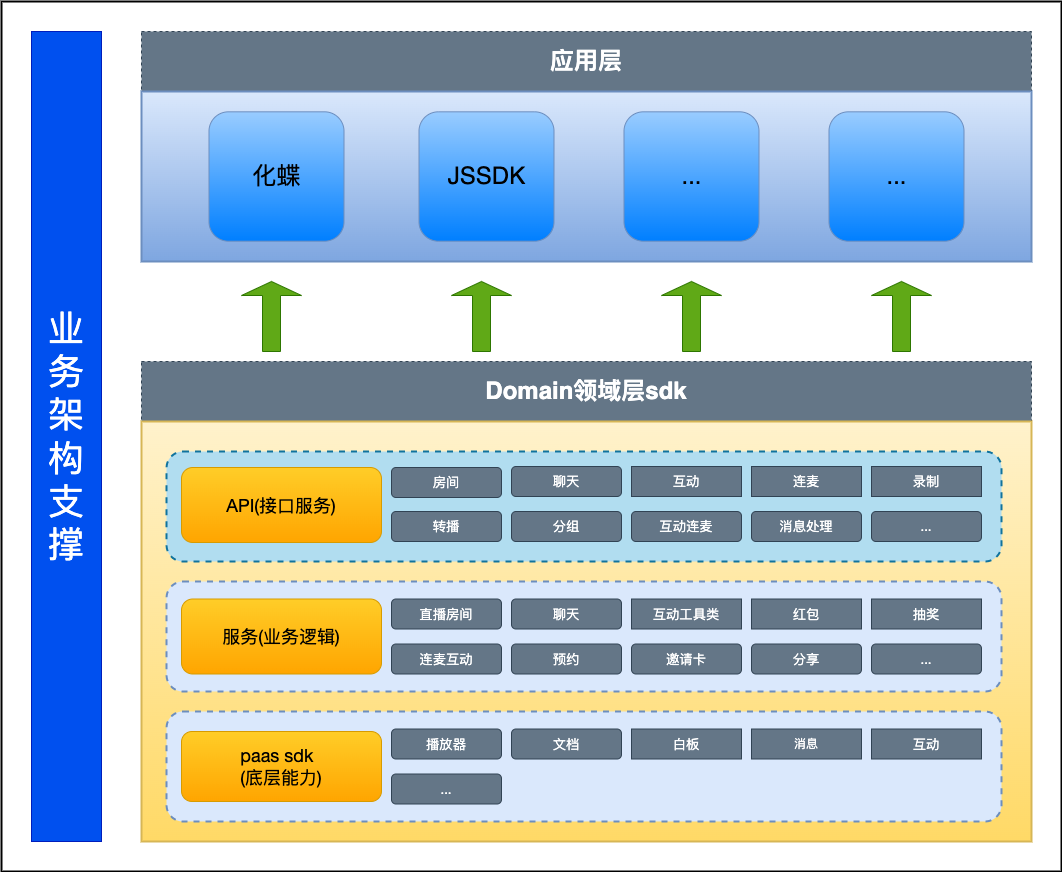 业务架构支撑
应用层
化蝶
JSSDK
...
...
Domain领域层sdk
API(接口服务)
房间
聊天
互动
连麦
录制
转播
分组
互动连麦
消息处理
...
服务(业务逻辑)
直播房间
聊天
互动工具类
红包
抽奖
连麦互动
预约
邀请卡
分享
...
paas sdk
(底层能力)
播放器
文档
白板
消息
互动
...